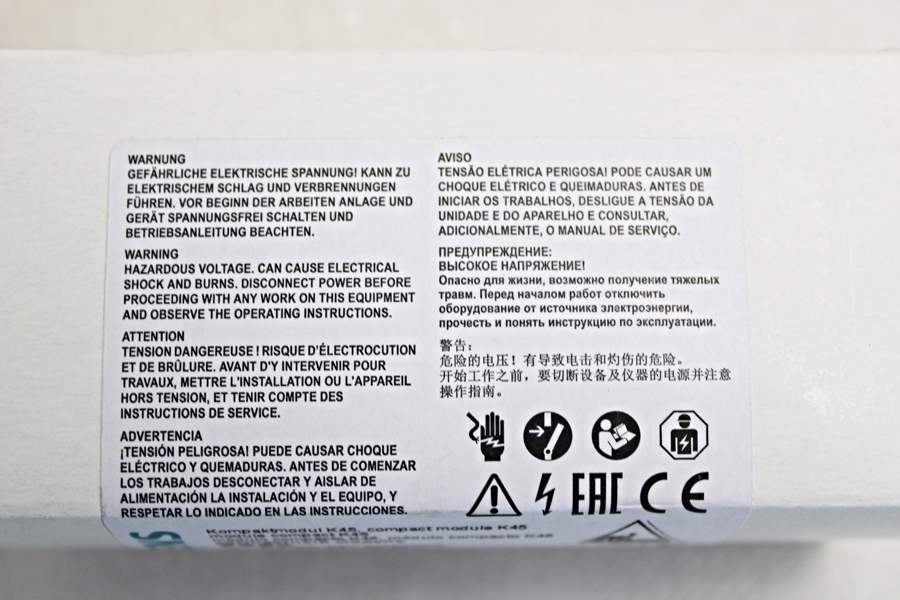 WARNUNG
GEFÄHRLICHE ELEKTRISCHE SPANNUNG! KANN ZU
ELEKTRISCHEM SCHLAG UND VERBRENNUNGEN
FÜHREN. VOR BEGINN DER ARBEITEN ANLAGE UND
GERÄT SPANNUNGSFREI SCHALTEN UND
BETRIEBSANLEITUNG BEACHTEN.
WARNING
HAZARDOUS VOLTAGE. CAN CAUSE ELECTRICAL
SHOCK AND BURNS. DISCONNECT POWER BEFORE
PROCEEDING WITH ANY WORK ON THIS EQUIPMENT
AND OBSERVE THE OPERATING INSTRUCTIONS.
ATTENTION
TENSION DANGEREUSE ! RISQUE D'ÉLECTROCUTION
ET DE BRÛLURE. AVANT D'Y INTERVENIR POUR
TRAVAUX, METTRE L'INSTALLATION OU L'APPAREIL
HORS TENSION, ET TENIR COMPTE DES
INSTRUCTIONS DE SERVICE.
ADVERTENCIA
¡TENSIÓN PELIGROSA! PUEDE CAUSAR CHOQUE
ELÉCTRICO Y QUEMADURAS. ANTES DE COMENZAR
LOS TRABAJOS DESCONECTAR Y AISLAR DE
ALIMENTACIÓN LA INSTALACIÓN Y EL EQUIPO, Y
RESPETAR LO INDICADO EN LAS INSTRUCCIONES.
AVISO
TENSÃO ELÉTRICA PERIGOSA! PODE CAUSAR UM
CHOQUE ELÉTRICO E QUEIMADURAS. ANTES DE
INICIAR OS TRABALHOS, DESLIGUE A TENSÃO DA
UNIDADE E DO APARELHO E CONSULTAR,
ADICIONALMENTE, O MANUAL DE SERVIÇO.
ПРЕДУПРЕЖДЕНИЕ:
ВЫСОКОЕ НАПРЯЖЕНИЕ!
Опасно для жизни, возможно получение тяжелых
травм. Перед началом работ отключить
оборудование от источника электроэнергии,
прочесть и понять инструкцию по эксплуатации.
警告:
危险的电压！有导致电击和灼伤的危险。
开始工作之前，要切断设备及仪器的电源并注意
操作指南。
EAC CE
Kompaktmodul K45, compact module K45
module compact K45
módulo compacto K45